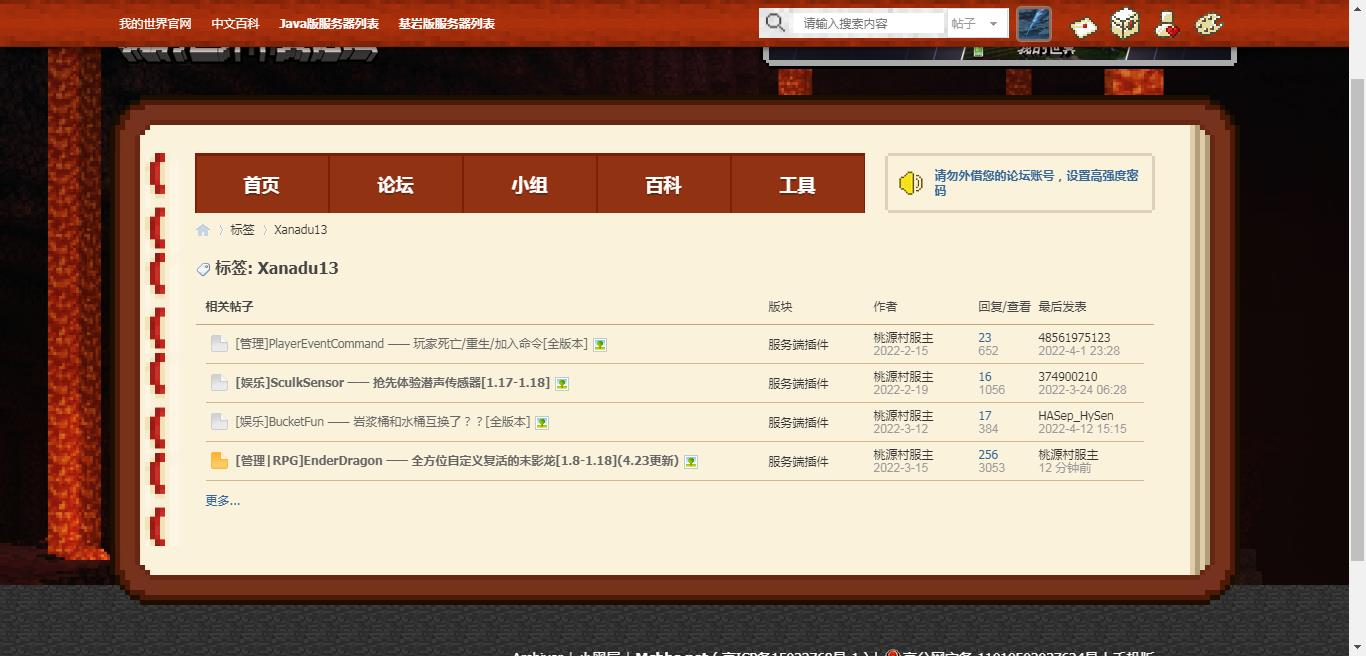 我的世界官网 中文百科 Java版服务器列表 基岩版服务器列表 请输入搜索内容 帖子
我的世界
首页 论坛 小组 百科 工具
请勿外借您的论坛账号，设置高强度密
码
标签 Xanadu13
标签: Xanadu13
相关帖子 版块 作者 回复/查看 最后发表
[管理]PlayerEventCommand —— 玩家死亡/重生/加入命令[全版本] 服务端插件 桃源村服主 23 48561975123
2022-2-15 652 2022-4-1 23:28
[娱乐]SculkSensor —— 抢先体验潜声传感器[1.17-1.18] 服务端插件 桃源村服主 16 374900210
2022-2-19 1056 2022-3-24 06:28
[娱乐]BucketFun —— 岩浆桶和水桶互换了？？[全版本] 服务端插件 桃源村服主 17 HASep_HySen
2022-3-12 384 2022-4-12 15:15
[管理|RPG]EnderDragon —— 全方位自定义复活的末影龙[1.8-1.18](4.23更新) 服务端插件 桃源村服主 256 桃源村服主
2022-3-15 3053 12 分钟前
更多...